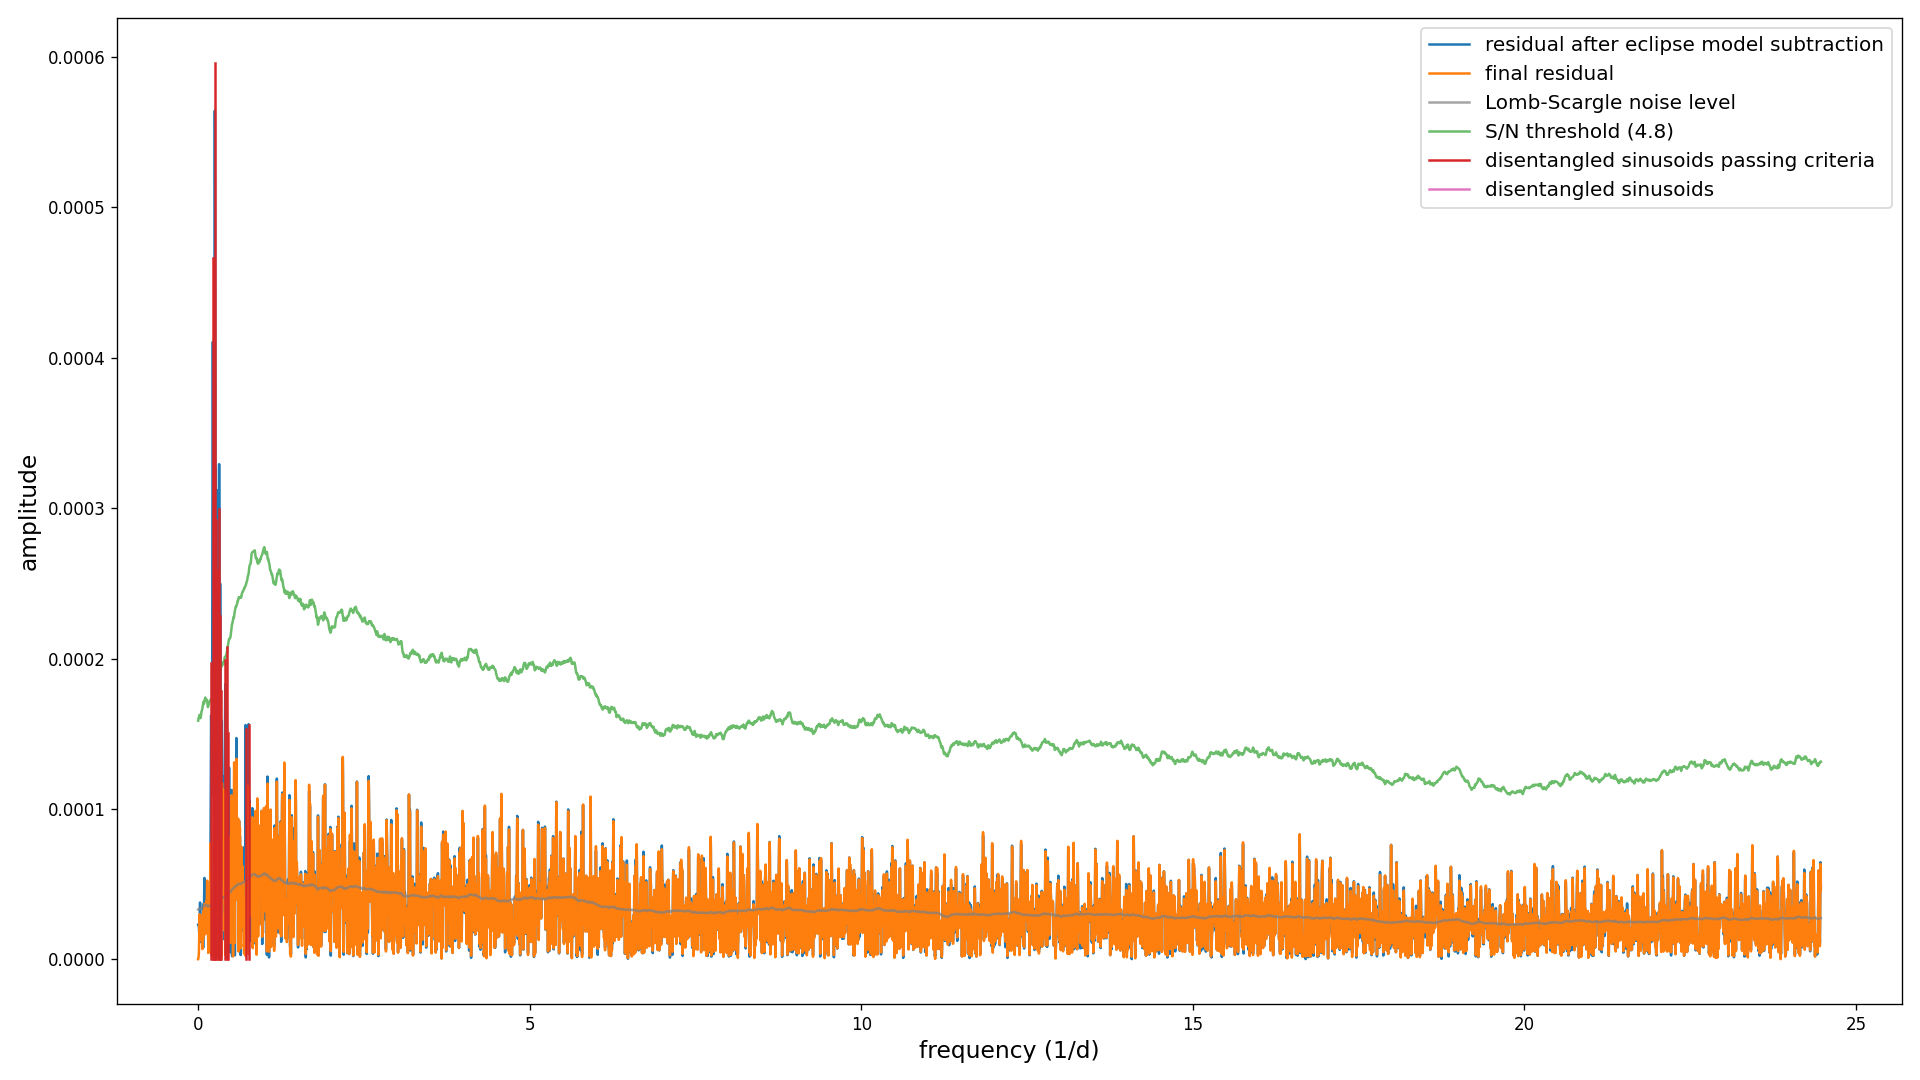 residual after eclipse model subtraction
final residual
Lomb-Scargle noise level
S/N threshold (4.8)
disentangled sinusoids passing criteria
disentangled sinusoids
amplitude
0.0006
0.0005
0.0004
0.0003
0.0002
0.0001
0.0000
0 5 10 15 20 25
frequency (1/d)